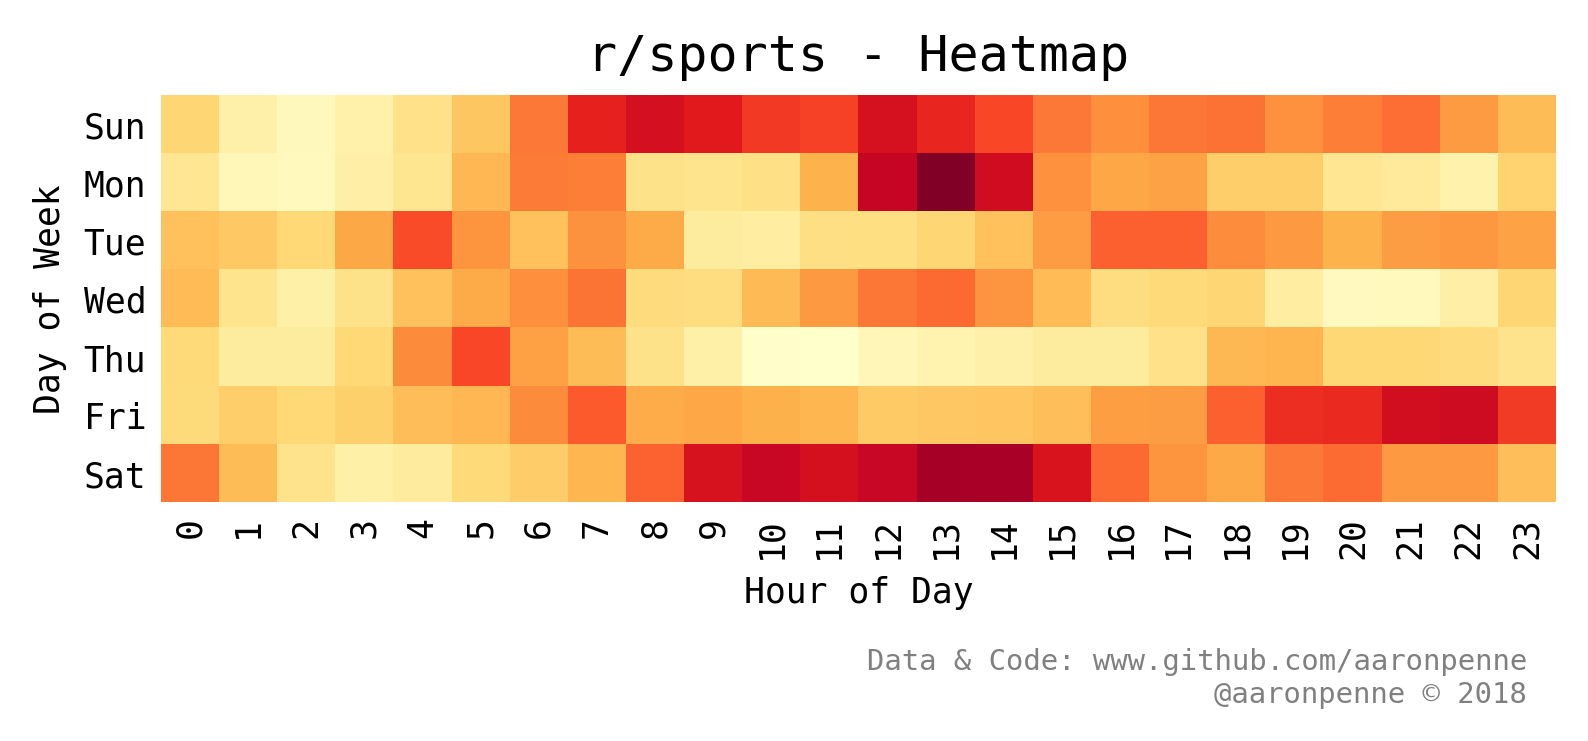 r/sports - Heatmap
Day of Week
Sun
Mon
Tue
Wed
Thu
Fri
Sat
0 1 2 3 4 5 6 7 8 9 10 11 12 13 14 15 16 17 18 19 20 21 22 23
Hour of Day
Data & Code: www.github.com/aaronpenne
@aaronpenne © 2018